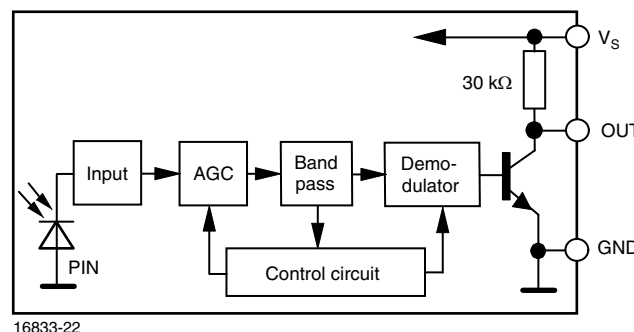 V_S
30 kΩ
OUT
Input
AGC
Band
pass
Demo-
dulator
PIN
Control circuit
GND
16833-22